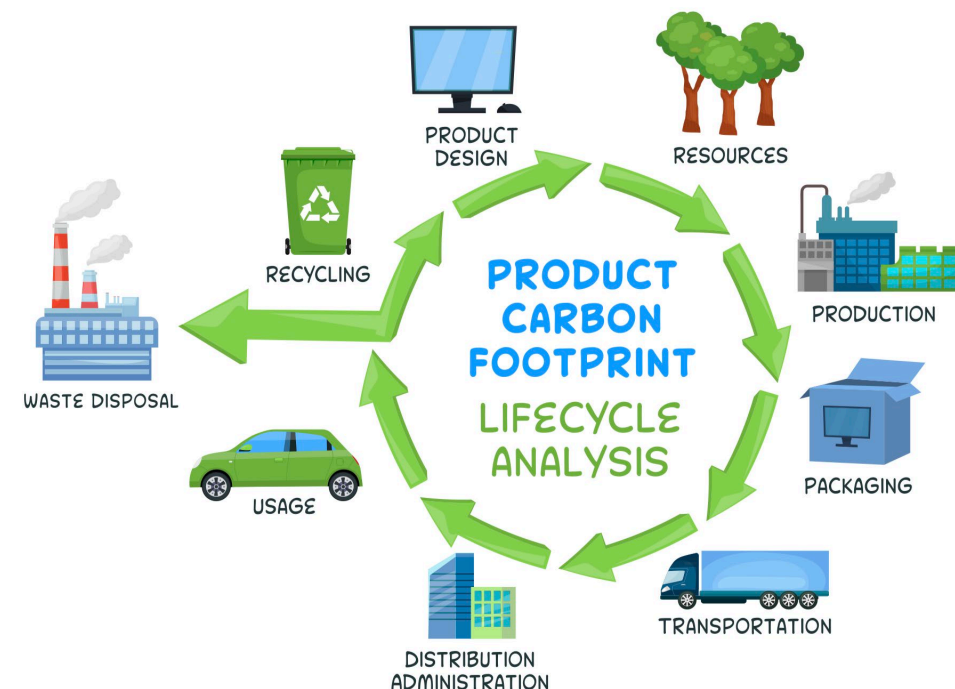 PRODUCT
DESIGN
RESOURCES
RECYCLING
PRODUCT
CARBON
FOOTPRINT
LIFECYCLE
ANALYSIS
PRODUCTION
WASTE DISPOSAL
PACKAGING
USAGE
TRANSPORTATION
DISTRIBUTION
ADMINISTRATION